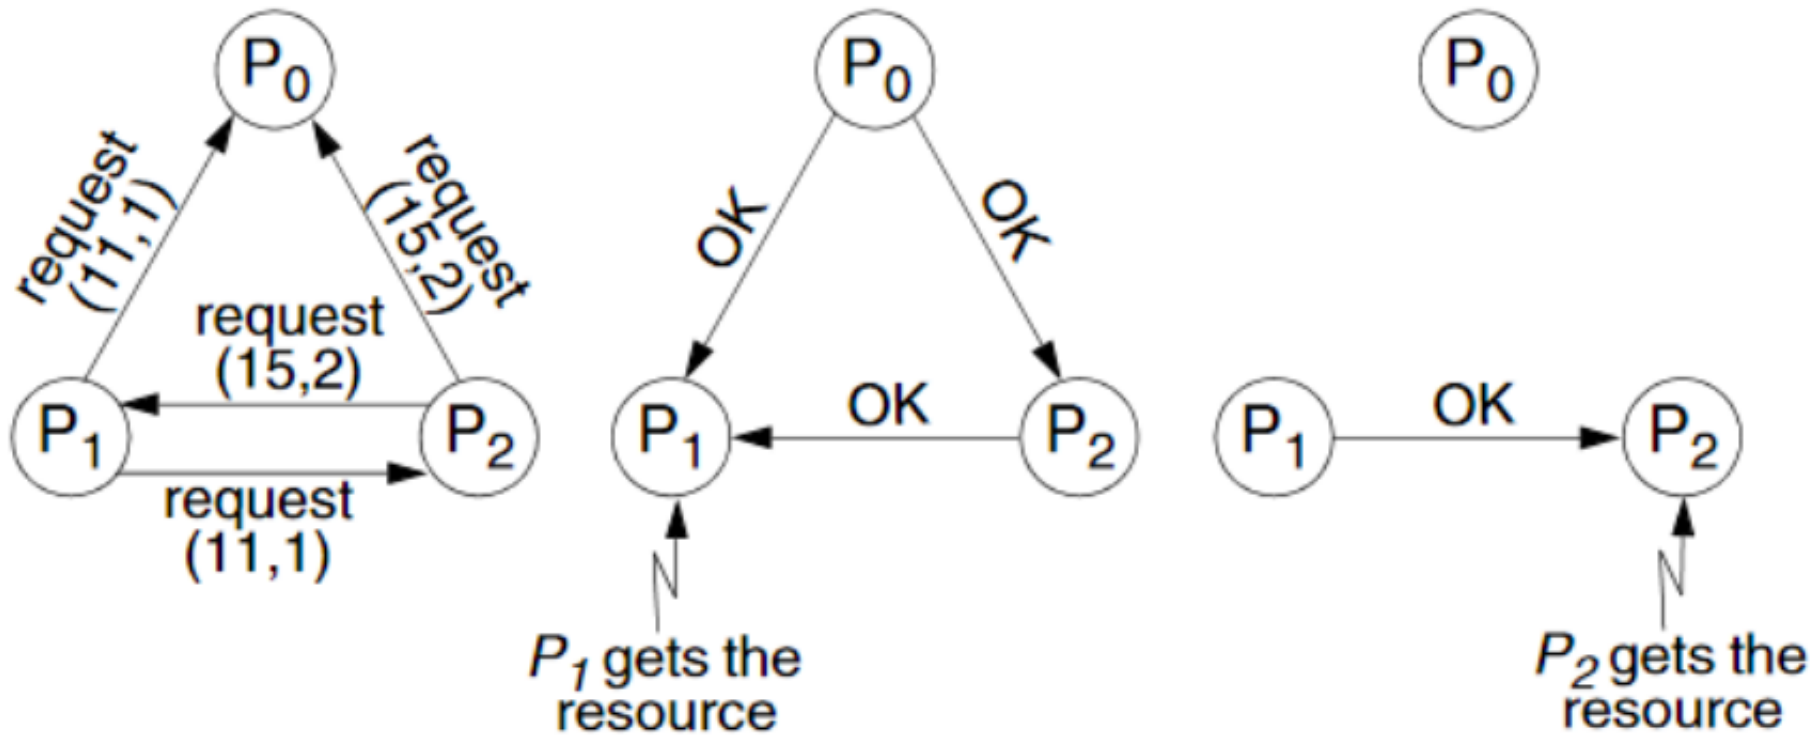 P0
request
(11,1)
request
(15,2)
request
(15,2)
P1
P2
request
(11,1)
P0
OK
OK
P1
OK
P2
P1 gets the
resource
P0
P1
OK
P2
P2 gets the
resource